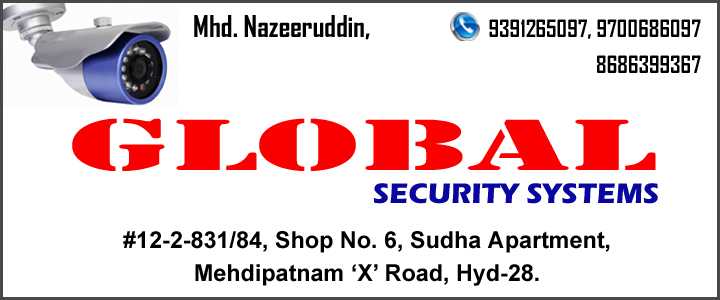 Mhd. Nazeeruddin,
9391265097, 9700686097
8686399367
GLOBAL
SECURITY SYSTEMS
#12-2-831/84, Shop No. 6, Sudha Apartment,
Mehdipatnam ‘X’ Road, Hyd-28.